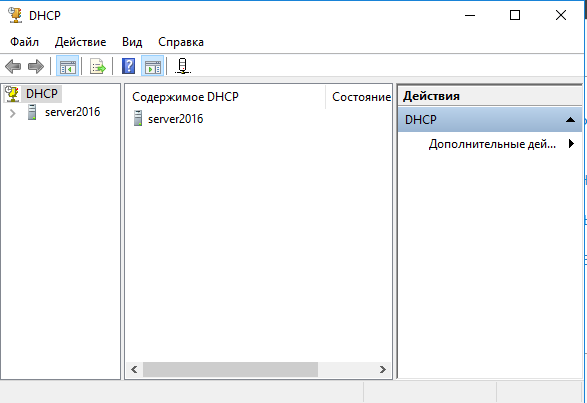 DHCP
Файл Действие Вид Справка
DHCP
server2016
Содержимое DHCP Состояние
server2016
Действия
DHCP
Дополнительные дей...